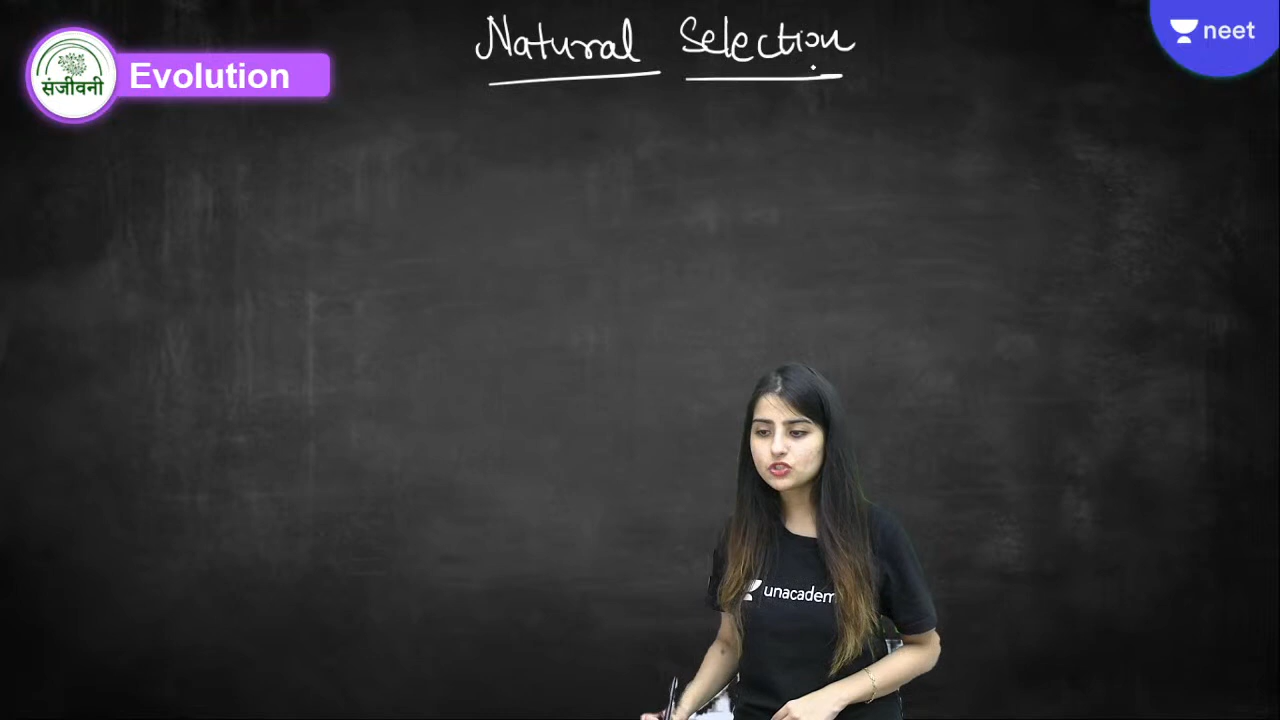 Natural Selection
संजीवनी
Evolution
neet
unacadem